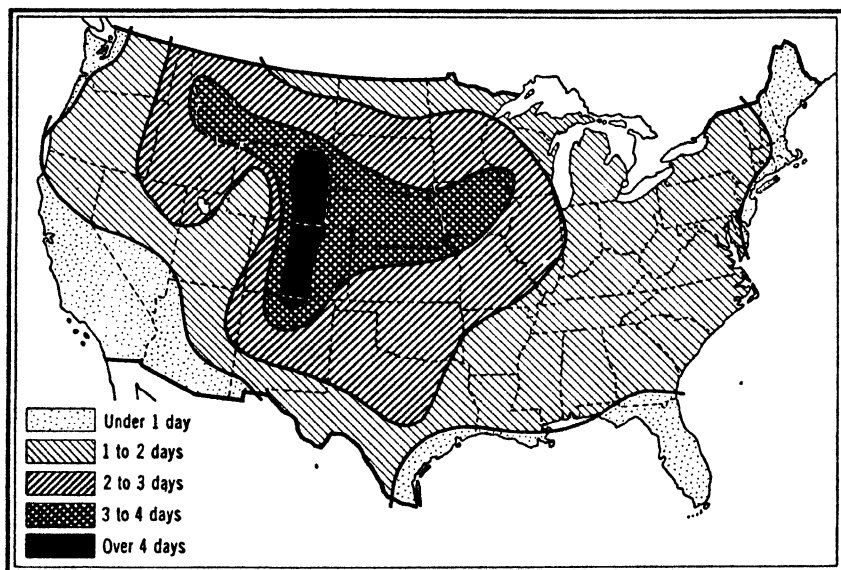 Under 1 day
1 to 2 days
2 to 3 days
3 to 4 days
Over 4 days